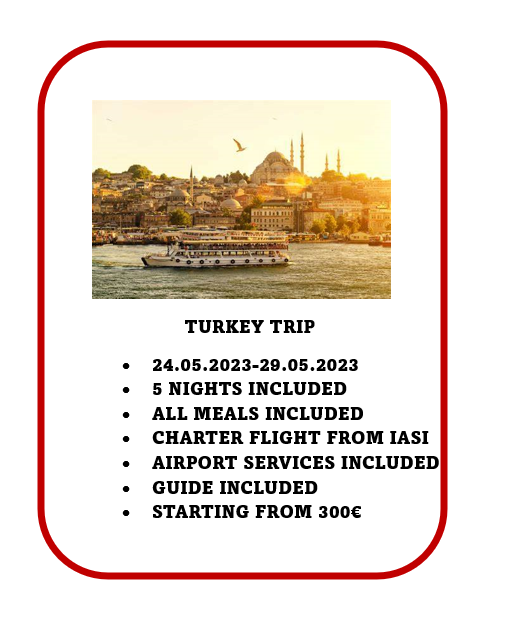 TURKEY TRIP
• 24.05.2023-29.05.2023
• 5 NIGHTS INCLUDED
• ALL MEALS INCLUDED
• CHARTER FLIGHT FROM IASI
• AIRPORT SERVICES INCLUDED
• GUIDE INCLUDED
• STARTING FROM 300€